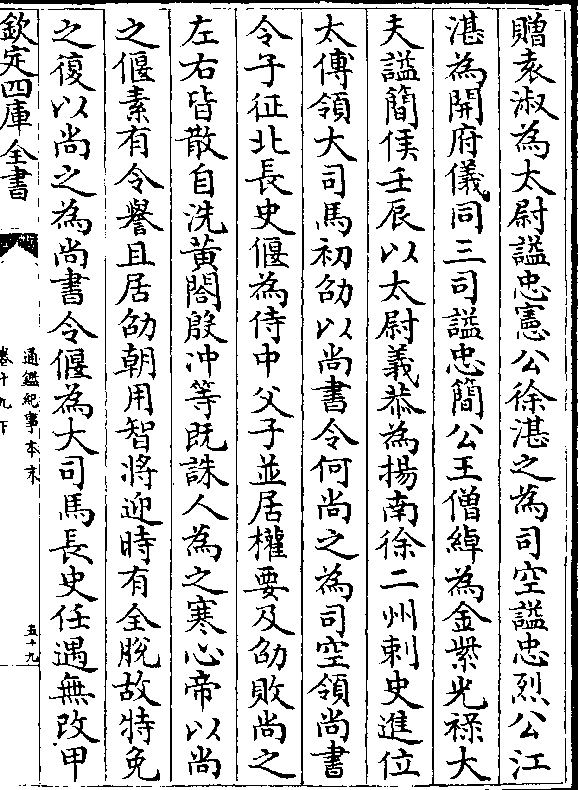 贈袁淑為太尉諡忠憲公徐湛之為司空諡忠烈公江
湛為開府儀同三司諡忠簡公王僧綽為金紫光祿大
夫諡簡侯壬辰以太尉義恭為揚南徐二州刺史進位
太傅領大司馬初劭以尚書令何尚之為司空領尚書
令子征北長史偃為侍中父子並居權要及劭敗尚之
左右皆散自洗黃閤殷沖等既誅人為之寒心帝以尚
之偃素有令譽且居劭朝用智將迎時有全脫故特免
之復以尚之為尚書令偃為大司馬長史任遇無改甲
欽定四庫全書
通鑑紀事本末
卷十九下
五十九